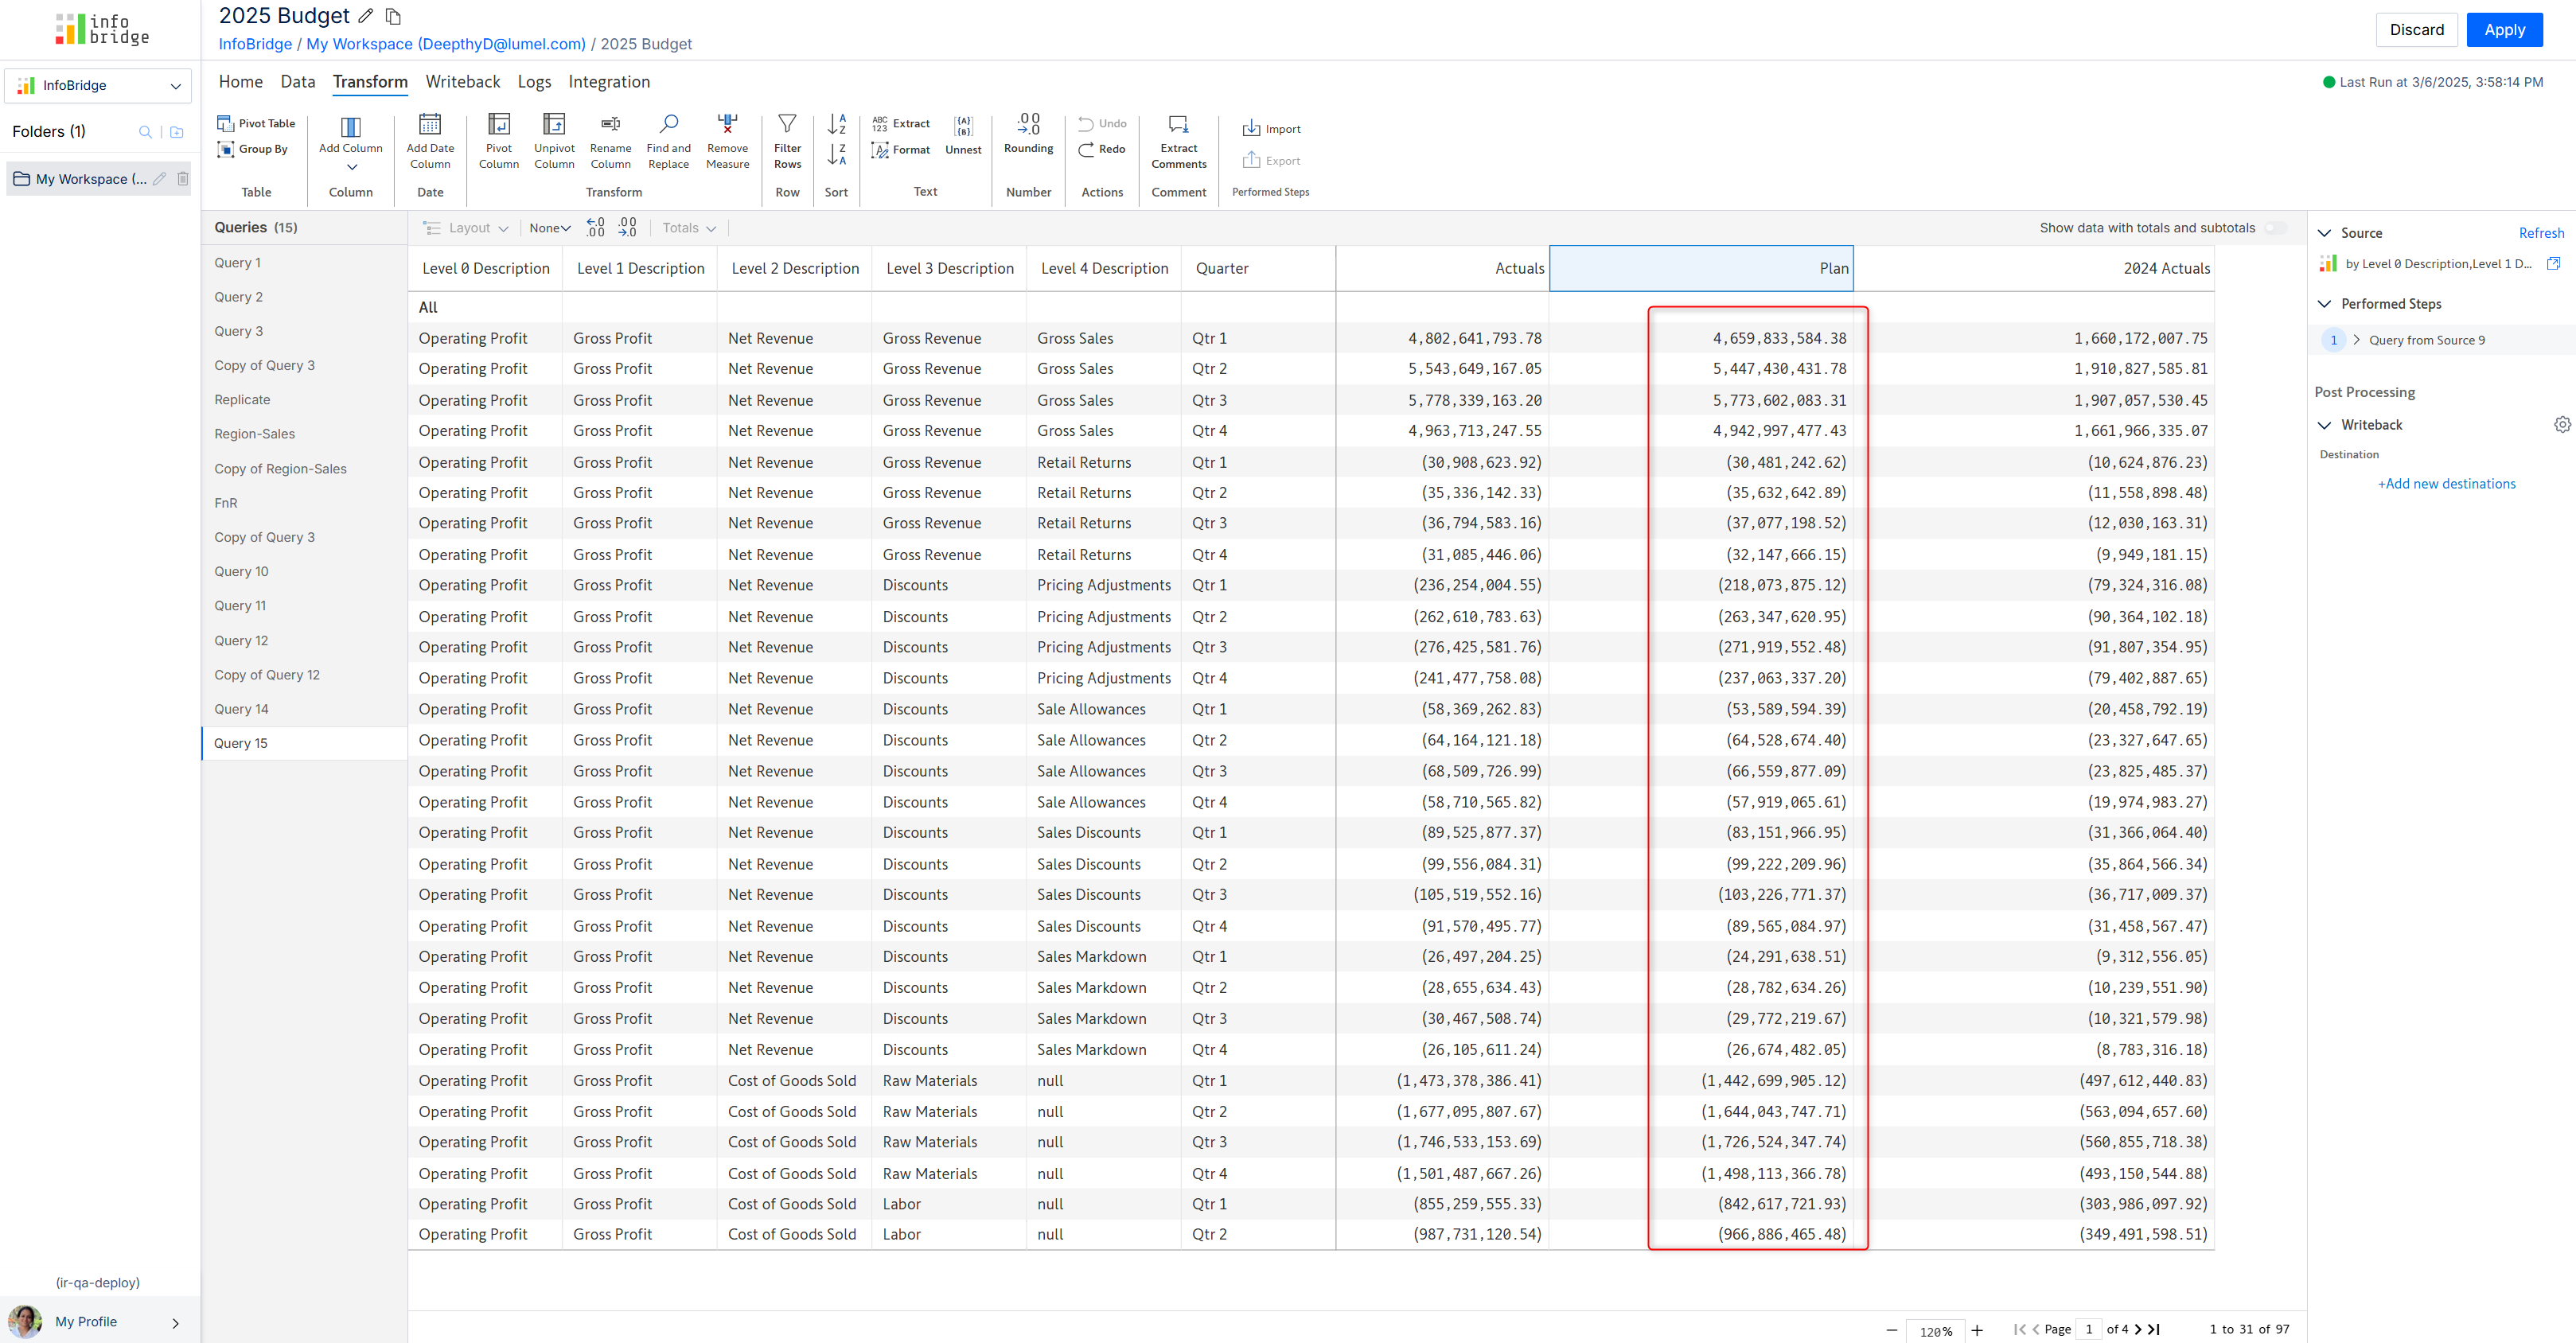 info
bridge
2025 Budget
InfoBridge / My Workspace (DeepthyD@lumel.com) / 2025 Budget
Discard
Apply
InfoBridge
Folders (1)
My Workspace (...
Home Data Transform Writeback Logs Integration
Last Run at 3/6/2025, 3:58:14 PM
Pivot Table
Group By
Table
Add Column
Column
Add Date
Column
Date
Pivot
Column
Unpivot
Column
Rename
Column
Find and
Replace
Remove
Measure
Transform
Filter
Rows
Row
Sort
Extract
Format
Unnest
Text
Rounding
Number
Undo
Redo
Actions
Extract
Comments
Comment
Import
Export
Performed Steps
Queries (15)
Query 1
Query 2
Query 3
Copy of Query 3
Replicate
Region-Sales
Copy of Region-Sales
FnR
Copy of Query 3
Query 10
Query 11
Query 12
Copy of Query 12
Query 14
Query 15
Layout None Totals Show data with totals and subtotals
Level 0 Description Level 1 Description Level 2 Description Level 3 Description Level 4 Description Quarter Actuals Plan 2024 Actuals
All
Operating Profit Gross Profit Net Revenue Gross Revenue Gross Sales Qtr 1 4,802,641,793.78 4,659,833,584.38 1,660,172,007.75
Operating Profit Gross Profit Net Revenue Gross Revenue Gross Sales Qtr 2 5,543,649,167.05 5,447,430,431.78 1,910,827,585.81
Operating Profit Gross Profit Net Revenue Gross Revenue Gross Sales Qtr 3 5,778,339,163.20 5,773,602,083.31 1,907,057,530.45
Operating Profit Gross Profit Net Revenue Gross Revenue Gross Sales Qtr 4 4,963,713,247.55 4,942,997,477.43 1,661,966,335.07
Operating Profit Gross Profit Net Revenue Gross Revenue Retail Returns Qtr 1 (30,908,623.92) (30,481,242.62) (10,624,876.23)
Operating Profit Gross Profit Net Revenue Gross Revenue Retail Returns Qtr 2 (35,336,142.33) (35,632,642.89) (11,558,898.48)
Operating Profit Gross Profit Net Revenue Gross Revenue Retail Returns Qtr 3 (36,794,583.16) (37,077,198.52) (12,030,163.31)
Operating Profit Gross Profit Net Revenue Gross Revenue Retail Returns Qtr 4 (31,085,446.06) (32,147,666.15) (9,949,181.15)
Operating Profit Gross Profit Net Revenue Discounts Pricing Adjustments Qtr 1 (236,254,004.55) (218,073,875.12) (79,324,316.08)
Operating Profit Gross Profit Net Revenue Discounts Pricing Adjustments Qtr 2 (262,610,783.63) (263,347,620.95) (90,364,102.18)
Operating Profit Gross Profit Net Revenue Discounts Pricing Adjustments Qtr 3 (276,425,581.76) (271,919,552.48) (91,807,354.95)
Operating Profit Gross Profit Net Revenue Discounts Pricing Adjustments Qtr 4 (241,477,758.08) (237,063,337.20) (79,402,887.65)
Operating Profit Gross Profit Net Revenue Discounts Sale Allowances Qtr 1 (58,369,262.83) (53,589,594.39) (20,458,792.19)
Operating Profit Gross Profit Net Revenue Discounts Sale Allowances Qtr 2 (64,164,121.18) (64,528,674.40) (23,327,647.65)
Operating Profit Gross Profit Net Revenue Discounts Sale Allowances Qtr 3 (68,509,726.99) (66,559,877.09) (23,825,485.37)
Operating Profit Gross Profit Net Revenue Discounts Sale Allowances Qtr 4 (58,710,565.82) (57,919,065.61) (19,974,983.27)
Operating Profit Gross Profit Net Revenue Discounts Sales Discounts Qtr 1 (89,525,877.37) (83,151,966.95) (31,366,064.40)
Operating Profit Gross Profit Net Revenue Discounts Sales Discounts Qtr 2 (99,556,084.31) (99,222,209.96) (35,864,566.34)
Operating Profit Gross Profit Net Revenue Discounts Sales Discounts Qtr 3 (105,519,552.16) (103,226,771.37) (36,717,009.37)
Operating Profit Gross Profit Net Revenue Discounts Sales Discounts Qtr 4 (91,570,495.77) (89,565,084.97) (31,458,567.47)
Operating Profit Gross Profit Net Revenue Discounts Sales Markdown Qtr 1 (26,497,204.25) (24,291,638.51) (9,312,556.05)
Operating Profit Gross Profit Net Revenue Discounts Sales Markdown Qtr 2 (28,655,634.43) (28,782,634.26) (10,239,551.90)
Operating Profit Gross Profit Net Revenue Discounts Sales Markdown Qtr 3 (30,467,508.74) (29,772,219.67) (10,321,579.98)
Operating Profit Gross Profit Net Revenue Discounts Sales Markdown Qtr 4 (26,105,611.24) (26,674,482.05) (8,783,316.18)
Operating Profit Gross Profit Cost of Goods Sold Raw Materials null Qtr 1 (1,473,378,386.41) (1,442,699,905.12) (497,612,440.83)
Operating Profit Gross Profit Cost of Goods Sold Raw Materials null Qtr 2 (1,677,095,807.67) (1,644,043,747.71) (563,094,657.60)
Operating Profit Gross Profit Cost of Goods Sold Raw Materials null Qtr 3 (1,746,533,153.69) (1,726,524,347.74) (560,855,718.38)
Operating Profit Gross Profit Cost of Goods Sold Raw Materials null Qtr 4 (1,501,487,667.26) (1,498,113,366.78) (493,150,544.88)
Operating Profit Gross Profit Cost of Goods Sold Labor null Qtr 1 (855,259,555.33) (842,617,721.93) (303,986,097.92)
Operating Profit Gross Profit Cost of Goods Sold Labor null Qtr 2 (987,731,120.54) (966,886,465.48) (349,491,598.51)
Source Refresh
by Level 0 Description,Level 1 D...
Performed Steps
1 Query from Source 9
Post Processing
Writeback
Destination
+Add new destinations
(ir-qa-deploy)
My Profile
120% Page 1 of 4 1 to 31 of 97